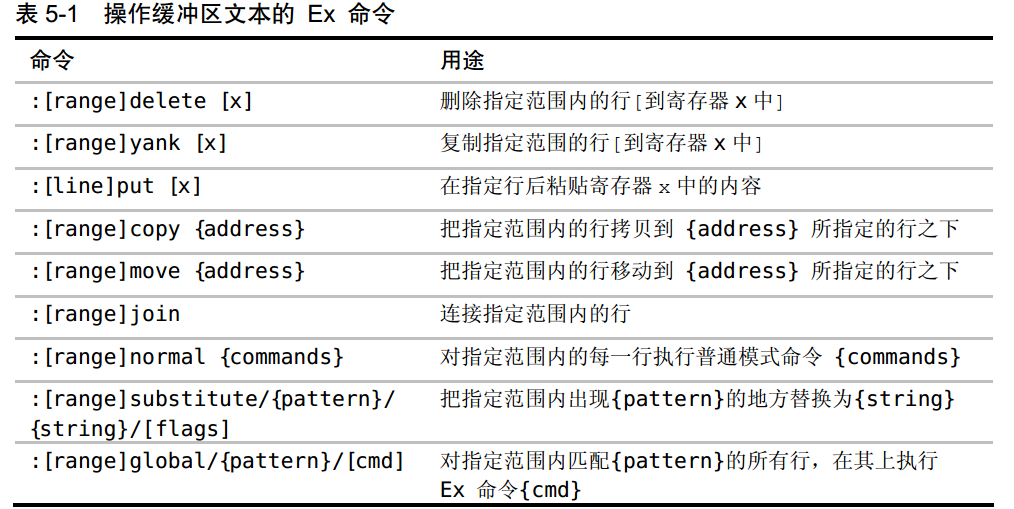 表 5-1 操作缓冲区文本的 Ex 命令
命令 用途
:[range]delete [x] 删除指定范围内的行[到寄存器 x 中]
:[range]yank [x] 复制指定范围的行[到寄存器 x 中]
:[line]put [x] 在指定行后粘贴寄存器 x 中的内容
:[range]copy {address} 把指定范围内的行拷贝到 {address} 所指定的行之下
:[range]move {address} 把指定范围内的行移动到 {address} 所指定的行之下
:[range]join 连接指定范围内的行
:[range]normal {commands} 对指定范围内的每一行执行普通模式命令 {commands}
:[range]substitute/{pattern}/ 把指定范围内出现{pattern}的地方替换为{string}
{string}/[flags]
:[range]global/{pattern}/[cmd] 对指定范围内匹配{pattern}的所有行，在其上执行
Ex 命令{cmd}